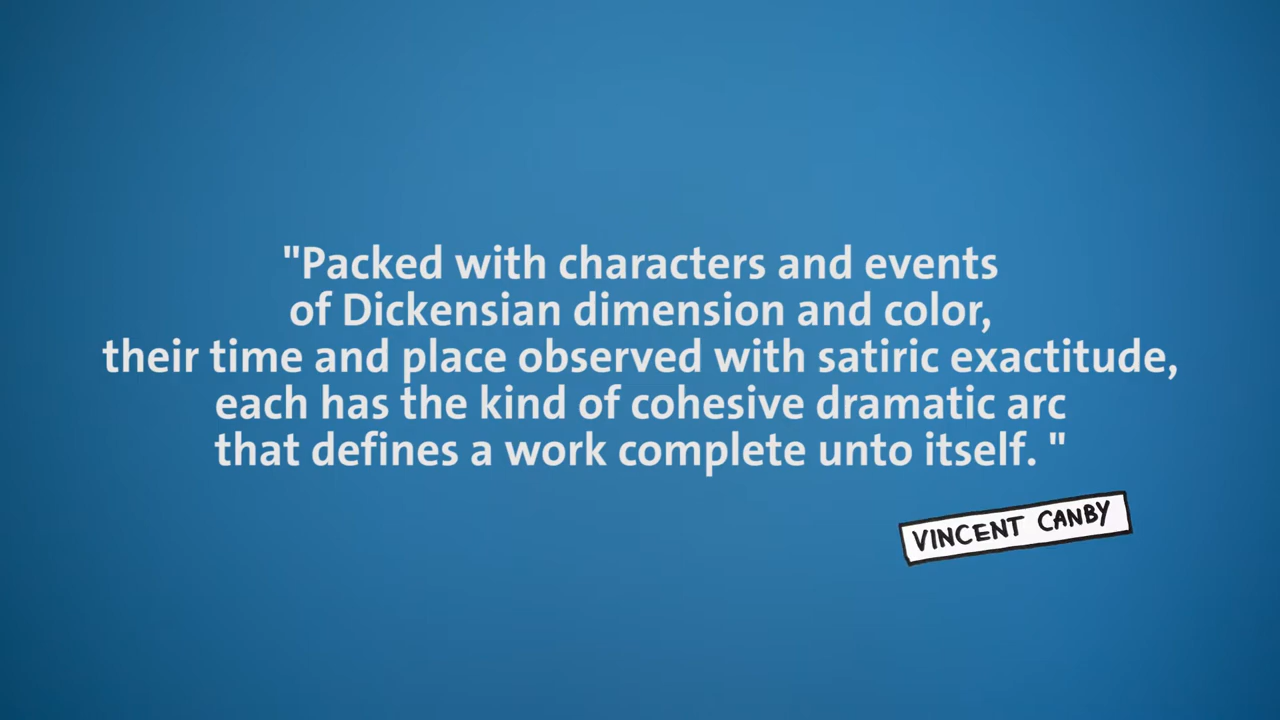 "Packed with characters and events
of Dickensian dimension and color,
their time and place observed with satiric exactitude,
each has the kind of cohesive dramatic arc
that defines a work complete unto itself. "
VINCENT CANBY